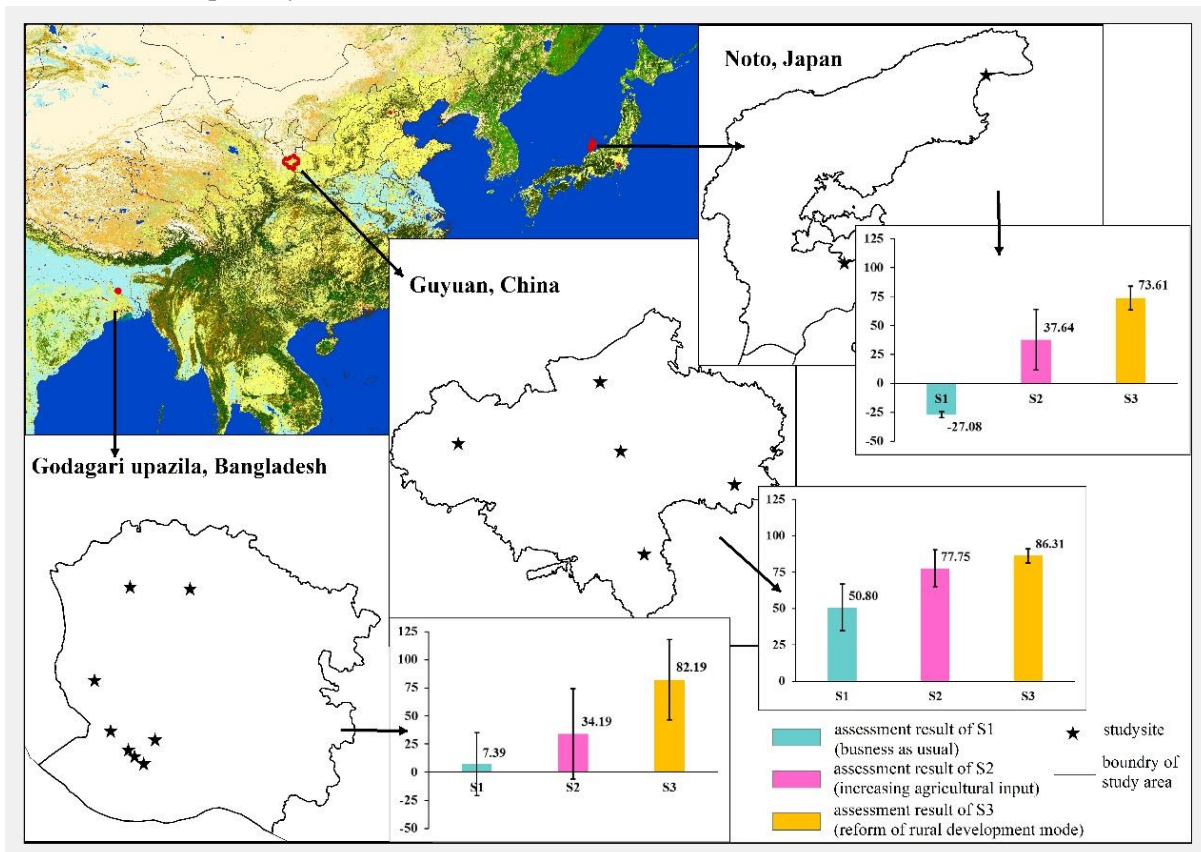 Noto, Japan
125
100
75
50
25
0
-25
-50
S1
S2
S3
-27.08
37.64
73.61
Guyuan, China
125
100
75
50
25
0
S1
S2
S3
50.80
77.75
86.31
Godagari upazila, Bangladesh
125
100
75
50
25
0
-25
-50
S1
S2
S3
7.39
34.19
82.19
assessment result of S1
(busness as usual)
assessment result of S2
(increasing agricultural input)
assessment result of S3
(reform of rural development mode)
studysite
boundry of
study area